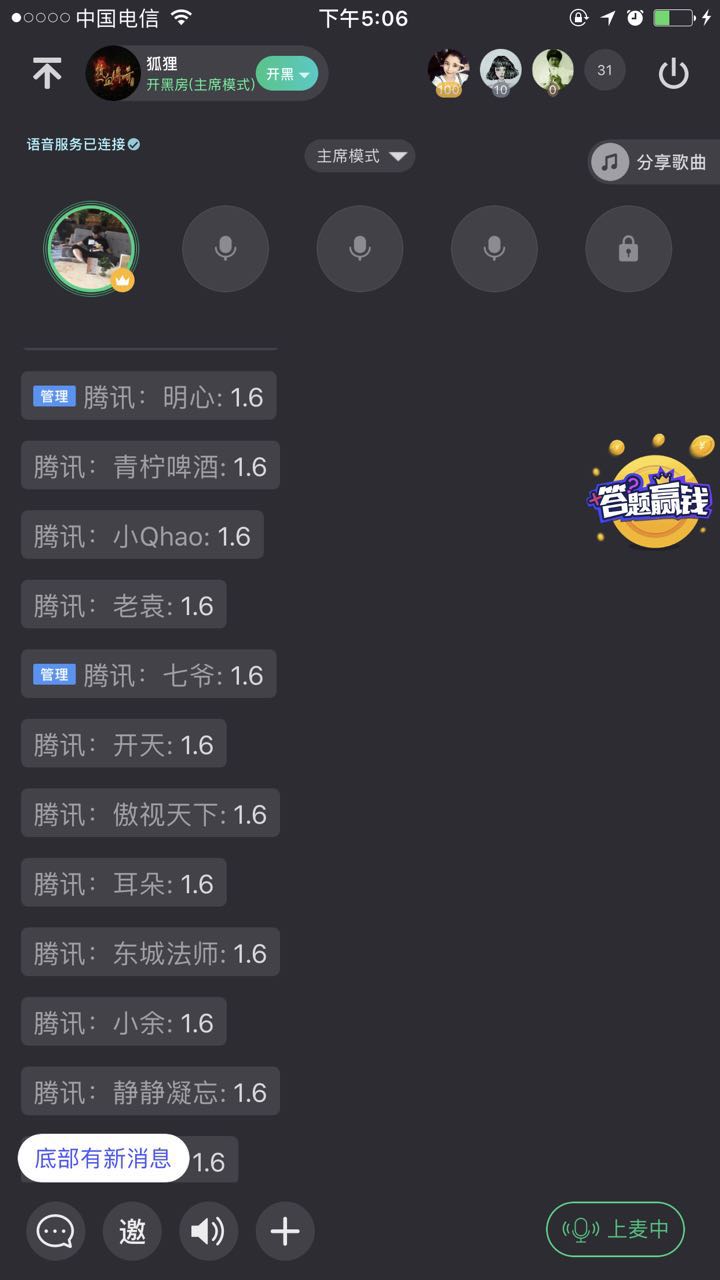 中国电信
下午5:06
狐狸
开黑房(主席模式)
开黑
100
10
0
31
语音服务已连接
主席模式
分享歌曲
管理 腾讯：明心: 1.6
腾讯：青柠啤酒: 1.6
答题赢钱
腾讯：小Qhao: 1.6
腾讯：老袁: 1.6
管理 腾讯：七爷: 1.6
腾讯：开天: 1.6
腾讯：傲视天下: 1.6
腾讯：耳朵: 1.6
腾讯：东城法师: 1.6
腾讯：小余: 1.6
腾讯：静静凝忘: 1.6
底部有新消息
1.6
邀
上麦中